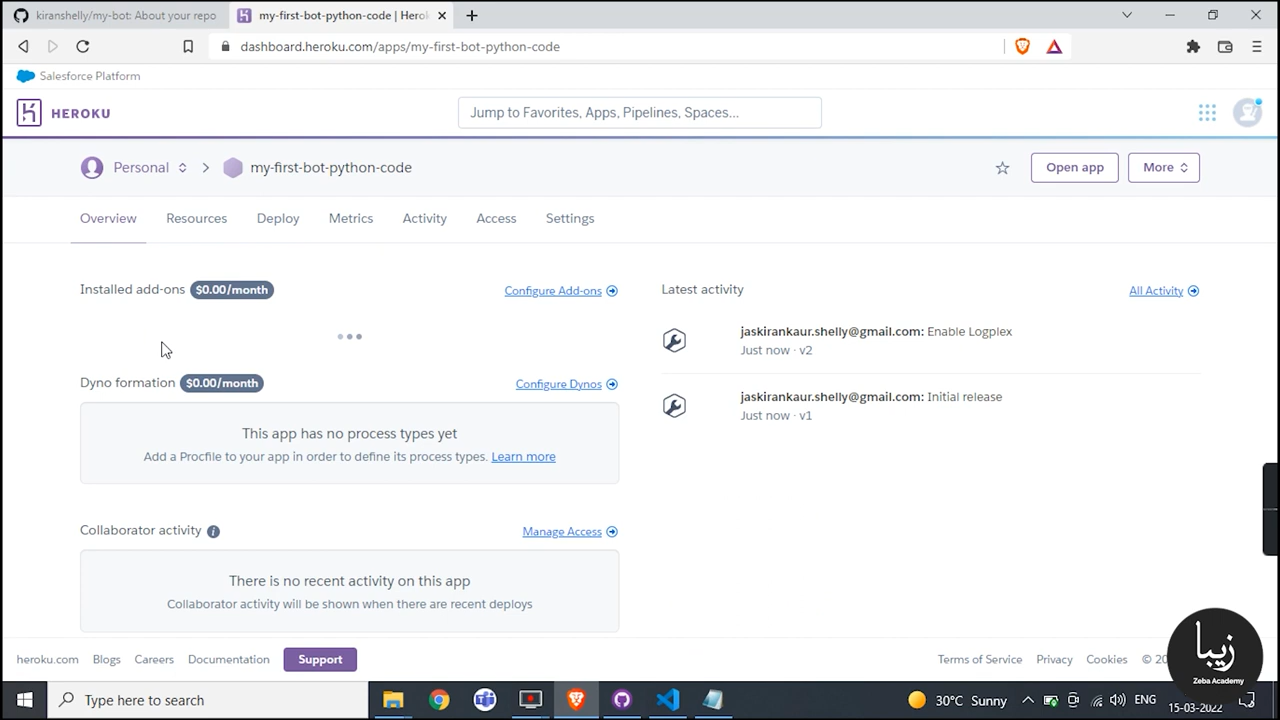 kiranshelly/my-bot: About your repo
my-first-bot-python-code | Herok
dashboard.heroku.com/apps/my-first-bot-python-code
Salesforce Platform
HEROKU
Jump to Favorites, Apps, Pipelines, Spaces...
Personal
my-first-bot-python-code
Open app
More
Overview
Resources
Deploy
Metrics
Activity
Access
Settings
Installed add-ons $0.00/month
Configure Add-ons
Dyno formation $0.00/month
Configure Dynos
This app has no process types yet
Add a Procfile to your app in order to define its process types. Learn more
Collaborator activity
Manage Access
There is no recent activity on this app
Collaborator activity will be shown when there are recent deploys
Latest activity
All Activity
jaskirankaur.shelly@gmail.com: Enable Logplex
Just now · v2
jaskirankaur.shelly@gmail.com: Initial release
Just now · v1
heroku.com
Blogs
Careers
Documentation
Support
Terms of Service
Privacy
Cookies
© 20
زيبا
Zeba Academy
Type here to search
30°C Sunny
ENG
15-03-2022